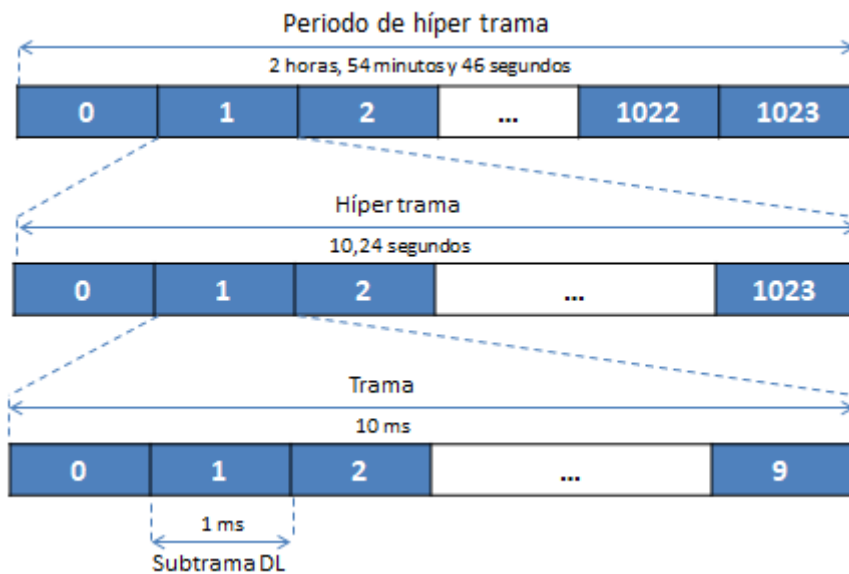 Periodo de híper trama
2 horas, 54 minutos y 46 segundos
0 1 2 ... 1022 1023
Híper trama
10,24 segundos
0 1 2 ... 1023
Trama
10 ms
0 1 2 ... 9
1 ms
Subtrama DL